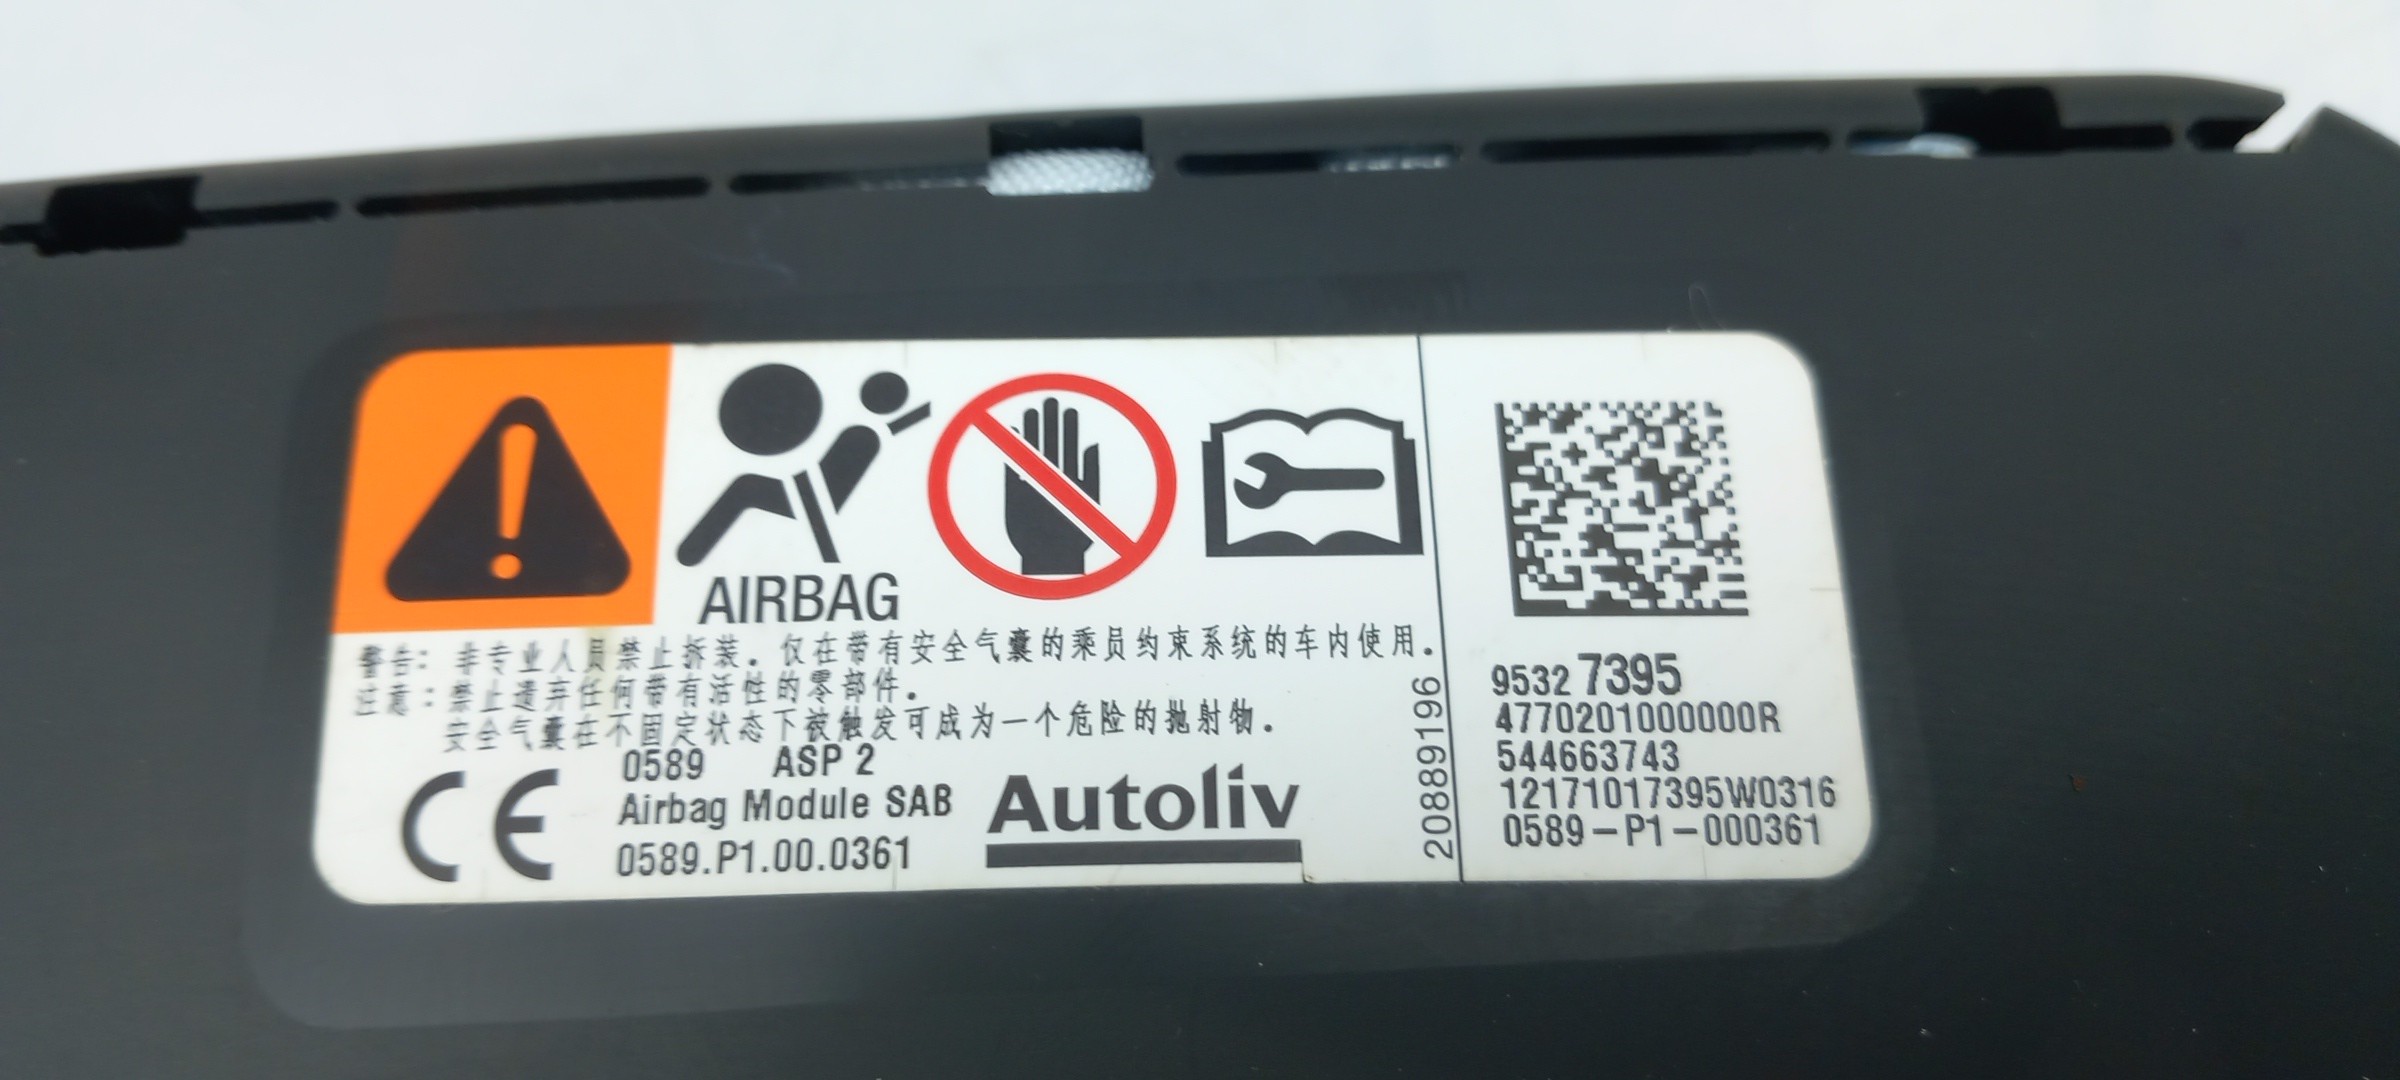 AIRBAG
警告：非专业人员禁止拆装。仅在带有安全气囊的乘员约束系统的车内使用。
注意：禁止遗弃任何带有活性的零部件。
安全气囊在不固定状态下被触发可成为一个危险的抛射物。
CE
0589 ASP 2
Airbag Module SAB
0589.P1.00.0361
Autoliv
20889196
9532 7395
4770201000000R
544663743
12171017395W0316
0589-P1-000361